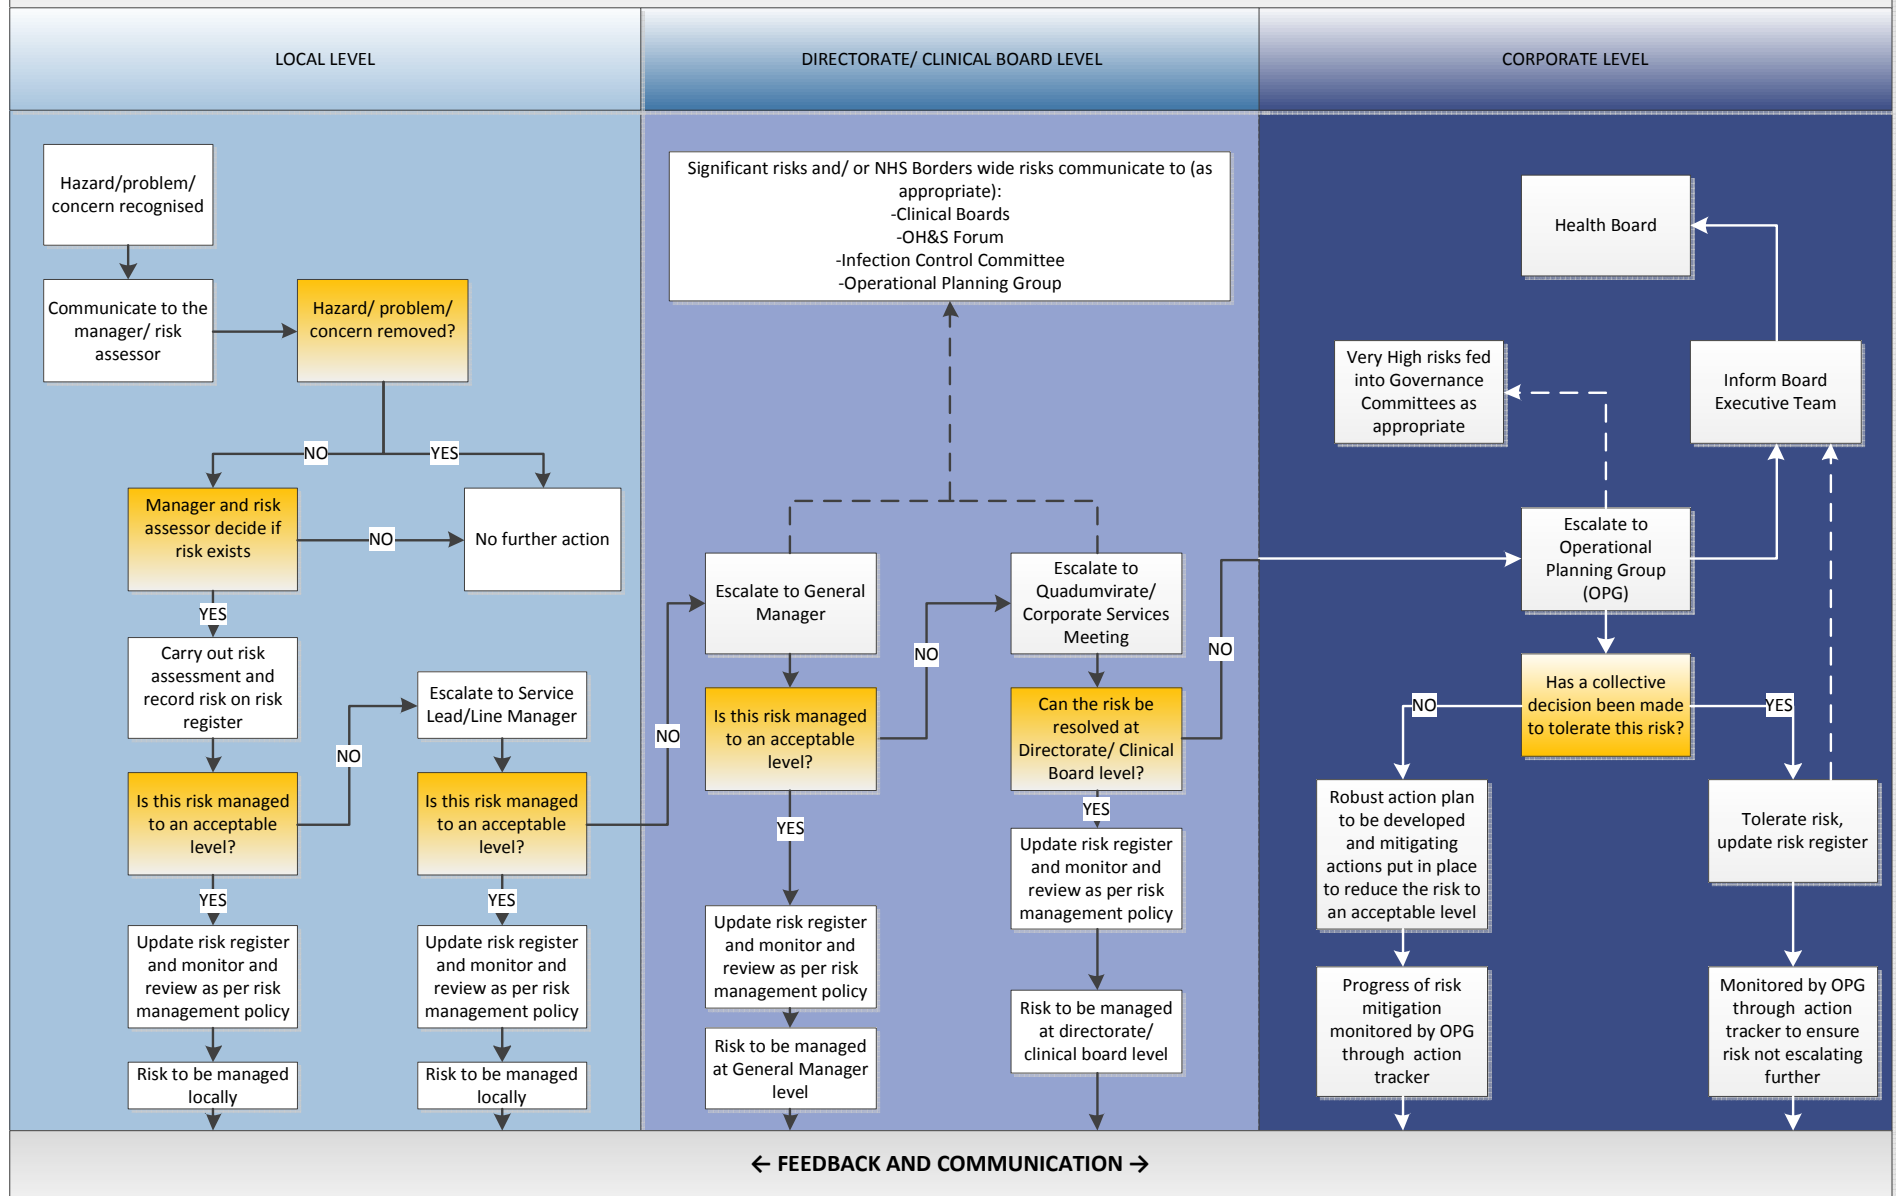 LOCAL LEVEL
DIRECTORATE/ CLINICAL BOARD LEVEL
CORPORATE LEVEL
Hazard/problem/
concern recognised
Communicate to the
manager/ risk
assessor
Hazard/ problem/
concern removed?
NO
YES
Manager and risk
assessor decide if
risk exists
NO
No further action
YES
Carry out risk
assessment and
record risk on risk
register
NO
Escalate to Service
Lead/Line Manager
Is this risk managed
to an acceptable
level?
Is this risk managed
to an acceptable
level?
YES
YES
Update risk register
and monitor and
review as per risk
management policy
Update risk register
and monitor and
review as per risk
management policy
Risk to be managed
locally
Risk to be managed
locally
NO
Significant risks and/ or NHS Borders wide risks communicate to (as
appropriate):
-Clinical Boards
-OH&S Forum
-Infection Control Committee
-Operational Planning Group
Escalate to General
Manager
NO
Escalate to
Quadumvirate/
Corporate Services
Meeting
NO
Is this risk managed
to an acceptable
level?
Can the risk be
resolved at
Directorate/ Clinical
Board level?
YES
YES
Update risk register
and monitor and
review as per risk
management policy
Update risk register
and monitor and
review as per risk
management policy
Risk to be managed
at General Manager
level
Risk to be managed
at directorate/
clinical board level
Health Board
Very High risks fed
into Governance
Committees as
appropriate
Inform Board
Executive Team
Escalate to
Operational
Planning Group
(OPG)
Has a collective
decision been made
to tolerate this risk?
NO
YES
Robust action plan
to be developed
and mitigating
actions put in place
to reduce the risk to
an acceptable level
Tolerate risk,
update risk register
Progress of risk
mitigation
monitored by OPG
through action
tracker
Monitored by OPG
through action
tracker to ensure
risk not escalating
further
← FEEDBACK AND COMMUNICATION →